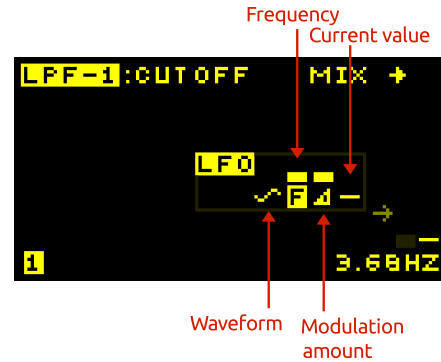 Frequency
Current value
LPF-1:CUTOFF MIX →
LFO
F
1 3.68HZ
Waveform
Modulation
amount